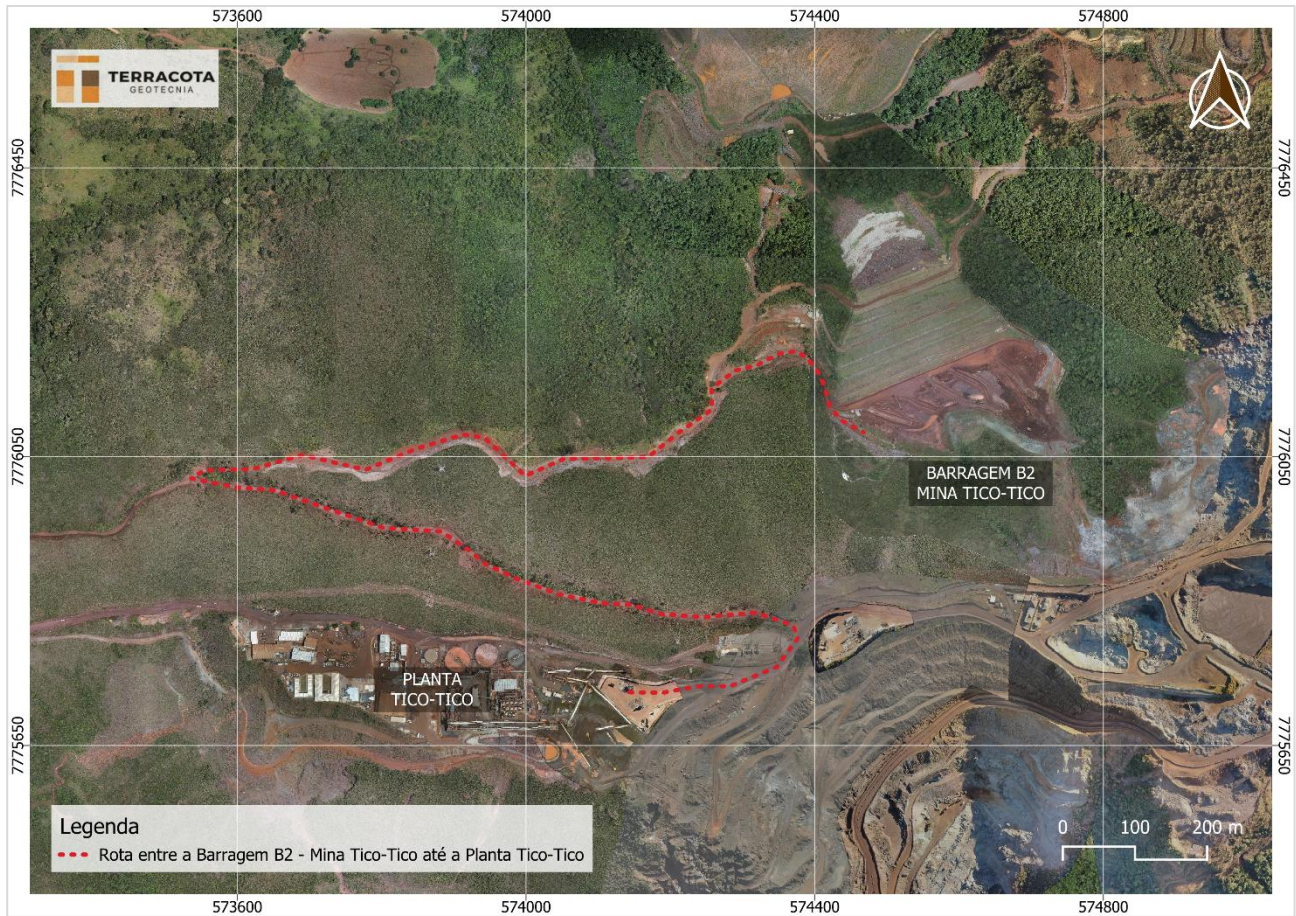 573600
574000
574400
574800
TERRACOTA
GEOTECNIA
7776450
7776450
7776050
7776050
BARRAGEM B2
MINA TICO-TICO
PLANTA
TICO-TICO
7775650
7775650
Legenda
Rota entre a Barragem B2 - Mina Tico-Tico até a Planta Tico-Tico
0 100 200 m
573600
574000
574400
574800